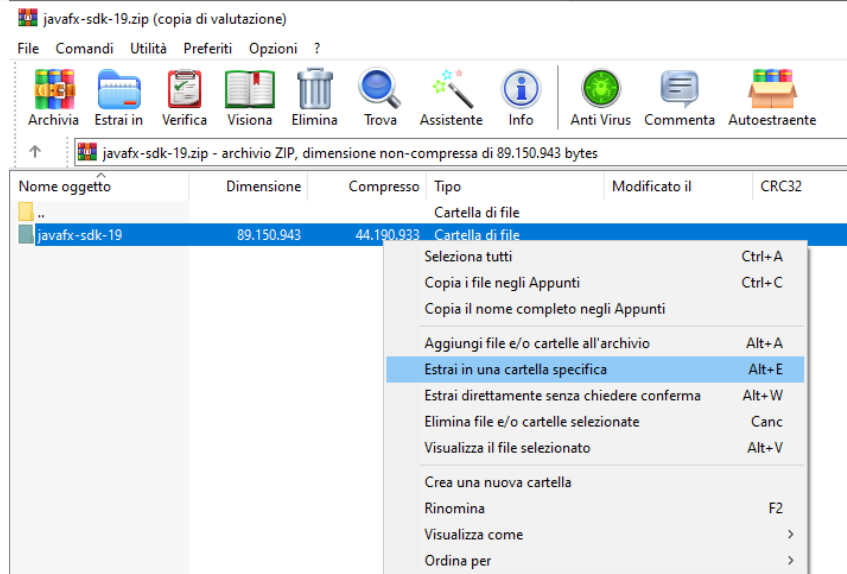 javafx-sdk-19.zip (copia di valutazione)
File Comandi Utilità Preferiti Opzioni ?
Archivia Estrai in Verifica Visiona Elimina Trova Assistente Info Anti Virus Commenta Autoestraente
javafx-sdk-19.zip - archivio ZIP, dimensione non-compressa di 89.150.943 bytes
Nome oggetto Dimensione Compresso Tipo Modificato il CRC32
.. Cartella di file
javafx-sdk-19 89.150.943 44.190.933 Cartella di file
Seleziona tutti Ctrl+A
Copia i file negli Appunti Ctrl+C
Copia il nome completo negli Appunti
Aggiungi file e/o cartelle all'archivio Alt+A
Estrai in una cartella specifica Alt+E
Estrai direttamente senza chiedere conferma Alt+W
Elimina file e/o cartelle selezionate Canc
Visualizza il file selezionato Alt+V
Crea una nuova cartella
Rinomina F2
Visualizza come >
Ordina per >